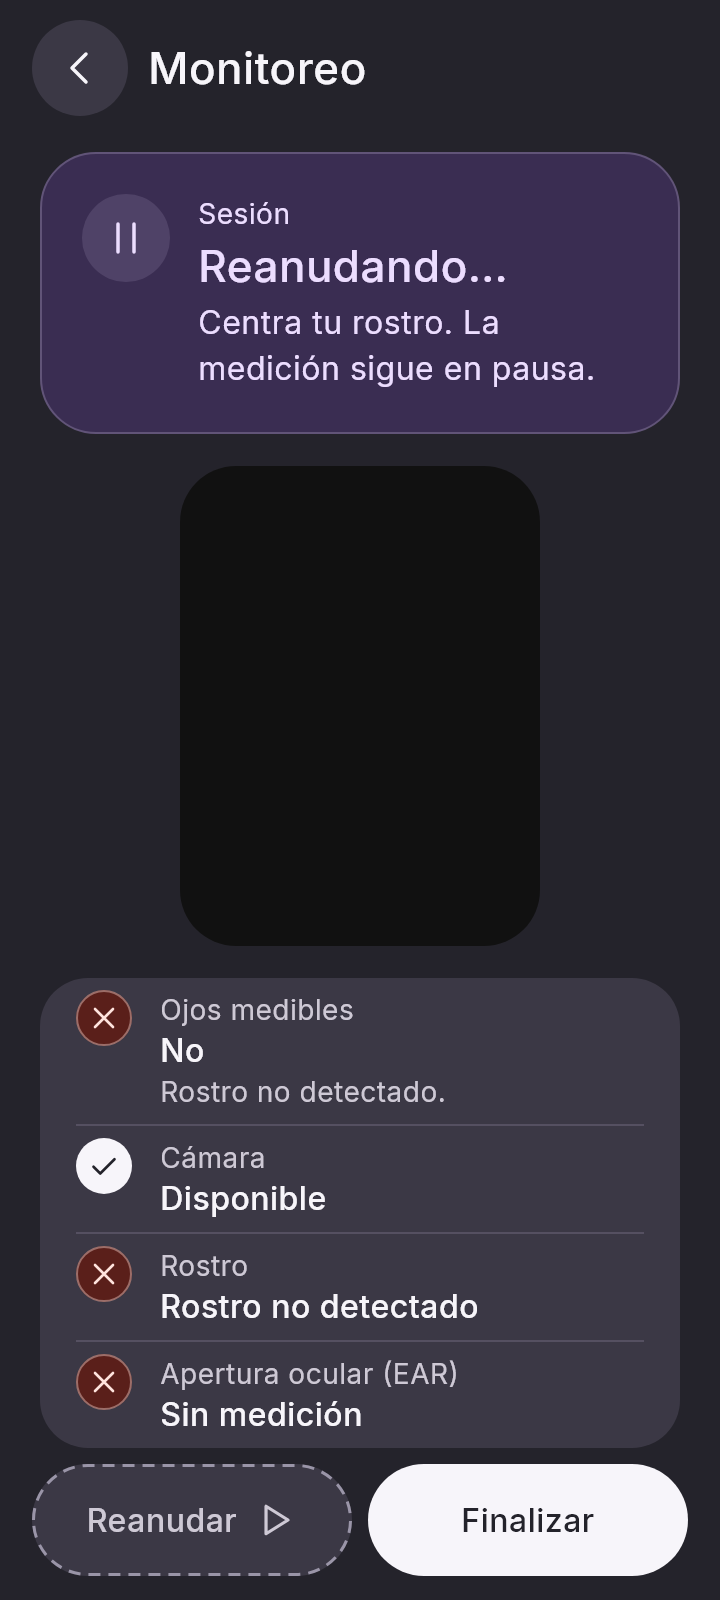 Monitoreo
Sesión
Reanudando...
Centra tu rostro. La
medición sigue en pausa.
Ojos medibles
No
Rostro no detectado.
Cámara
Disponible
Rostro
Rostro no detectado
Apertura ocular (EAR)
Sin medición
Reanudar
Finalizar